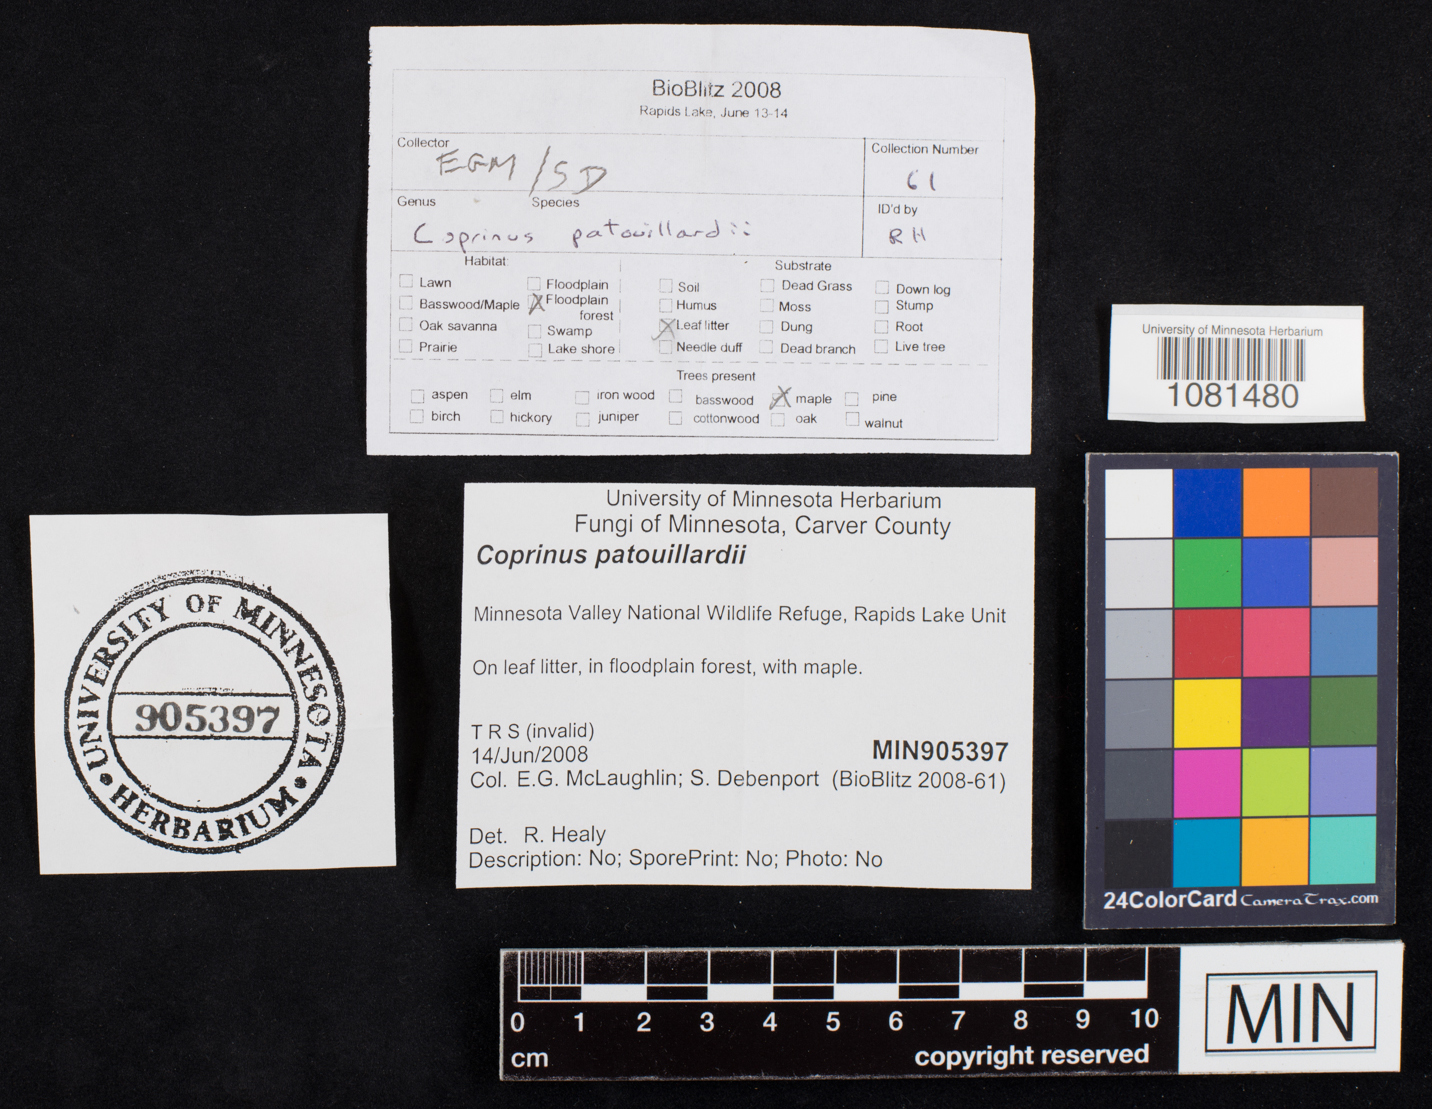 BioBlitz 2008
Rapids Lake, June 13-14
Collector
EGM/SD
Collection Number
61
Genus Species
Coprinus patouillardii
ID'd by
RH
Habitat
Substrate
Lawn Floodplain Soil Dead Grass Down log
Basswood/Maple Floodplain forest Humus Moss Stump
Oak savanna Swamp Leaf litter Dung Root
Prairie Lake shore Needle duff Dead branch Live tree
Trees present
aspen elm iron wood basswood maple pine
birch hickory juniper cottonwood oak walnut
University of Minnesota Herbarium
1081480
UNIVERSITY OF MINNESOTA
905397
HERBARIUM
University of Minnesota Herbarium
Fungi of Minnesota, Carver County
Coprinus patouillardii
Minnesota Valley National Wildlife Refuge, Rapids Lake Unit
On leaf litter, in floodplain forest, with maple.
T R S (invalid)
14/Jun/2008 MIN905397
Col. E.G. McLaughlin; S. Debenport (BioBlitz 2008-61)
Det. R. Healy
Description: No; SporePrint: No; Photo: No
24ColorCard CameraTrax.com
0 1 2 3 4 5 6 7 8 9 10
cm copyright reserved
MIN